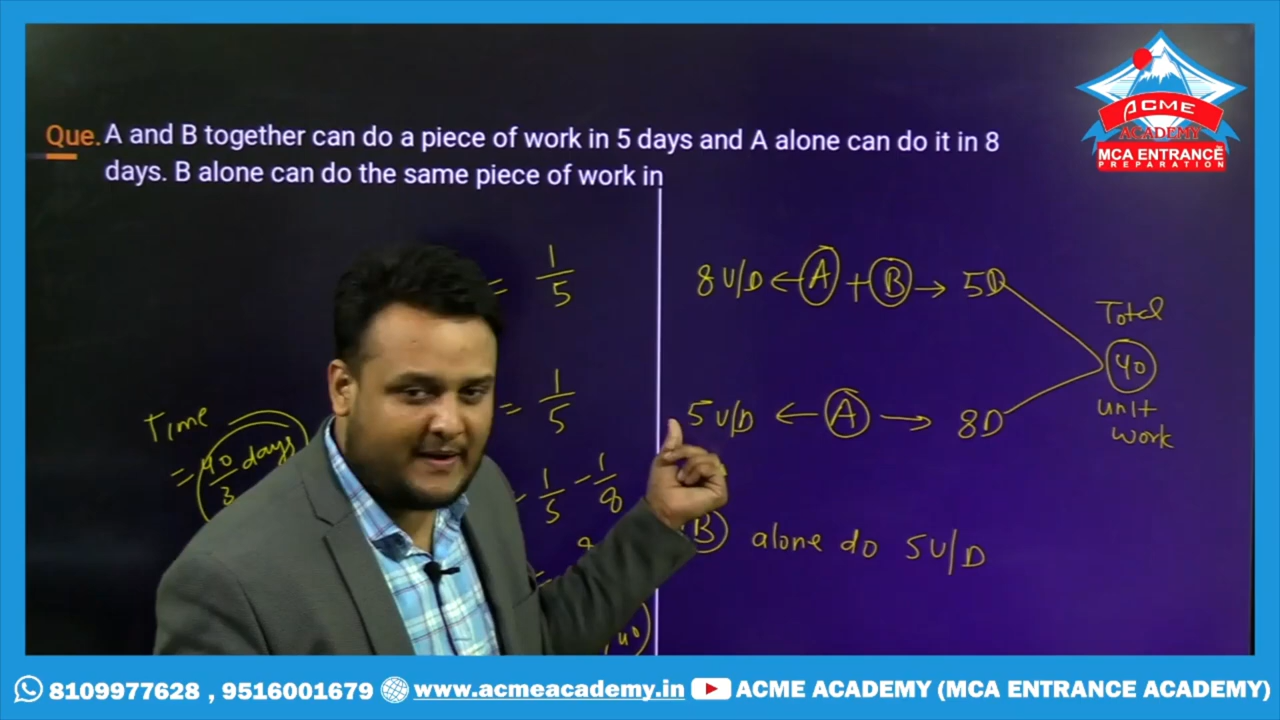 ACME
ACADEMY
MCA ENTRANCE
PREPARATION
Que. A and B together can do a piece of work in 5 days and A alone can do it in 8
days. B alone can do the same piece of work in
= 1/5
8 U/D ← A + B → 5D
Total
40
unit
work
= 1/5
5 U/D ← A → 8D
Time
= 40/3 days
- 1/5 - 1/8
B alone do 5U/D
=
40
8109977628 , 9516001679 www.acmeacademy.in ACME ACADEMY (MCA ENTRANCE ACADEMY)